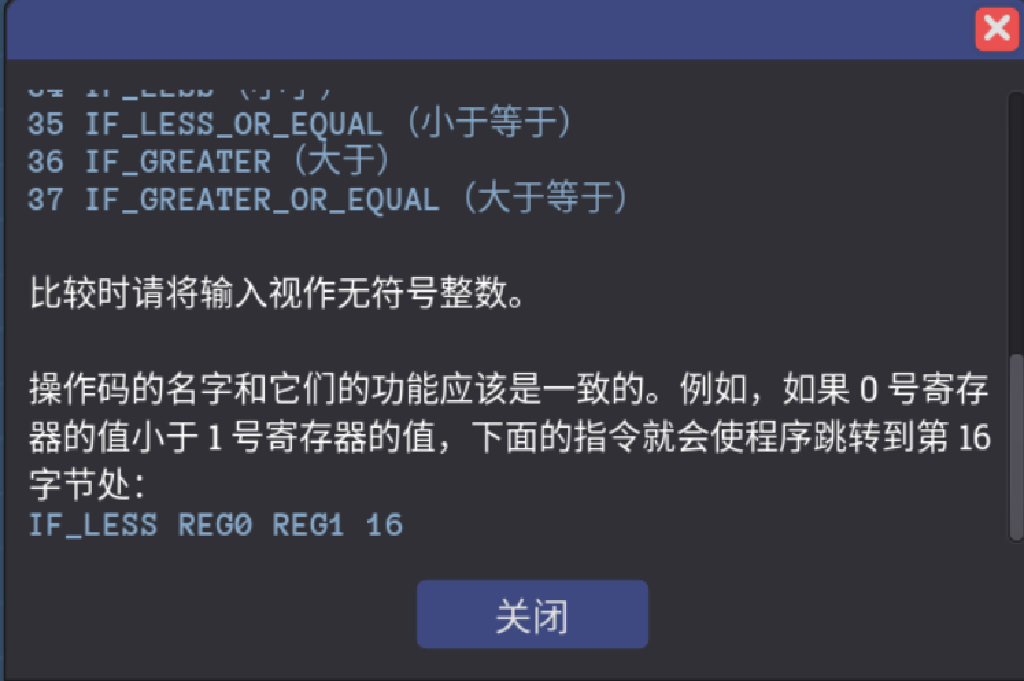 35 IF_LESS_OR_EQUAL（小于等于）
36 IF_GREATER（大于）
37 IF_GREATER_OR_EQUAL（大于等于）
比较时请将输入视作无符号整数。
操作码的名字和它们的功能应该是一致的。例如，如果 0 号寄存
器的值小于 1 号寄存器的值，下面的指令就会使程序跳转到第 16
字节处：
IF_LESS REG0 REG1 16
关闭